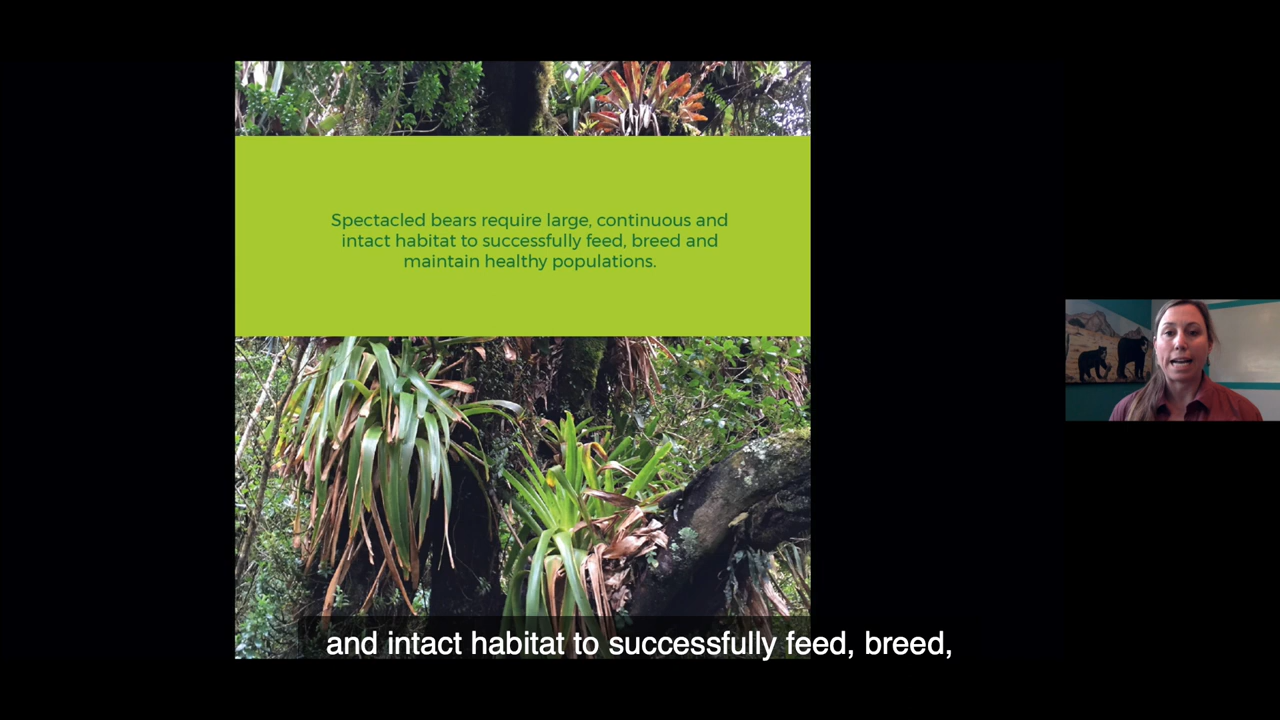 Spectacled bears require large, continuous and
intact habitat to successfully feed, breed and
maintain healthy populations.
and intact habitat to successfully feed, breed,